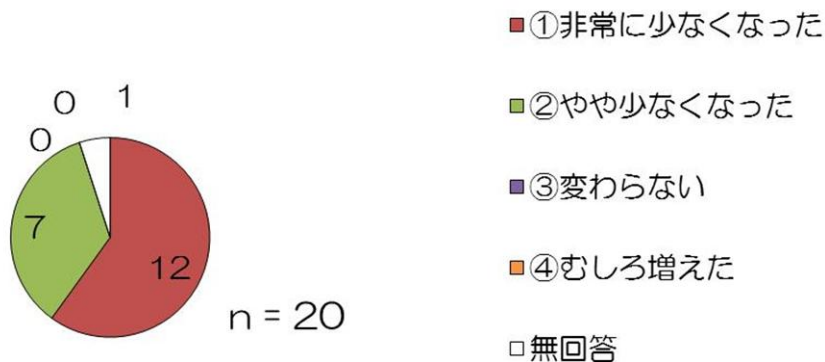 0 1
0
7
12
n = 20
①非常に少なくなった
②やや少なくなった
③変わらない
④むしろ増えた
無回答